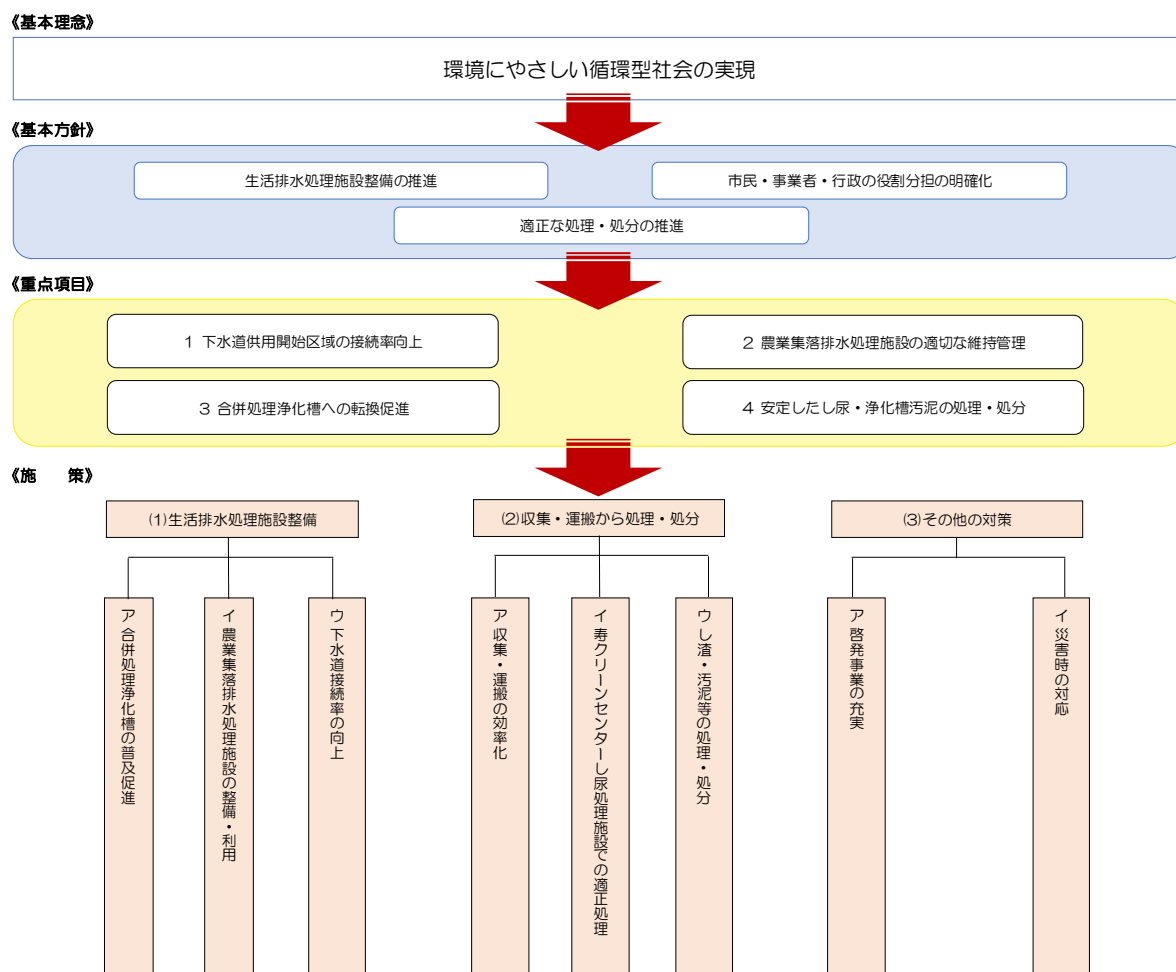 《基本理念》
環境にやさしい循環型社会の実現
《基本方針》
生活排水処理施設整備の推進
市民・事業者・行政の役割分担の明確化
適正な処理・処分の推進
《重点項目》
1 下水道供用開始区域の接続率向上
2 農業集落排水処理施設の適切な維持管理
3 合併処理浄化槽への転換促進
4 安定したし尿・浄化槽汚泥の処理・処分
《施　策》
(1)生活排水処理施設整備
(2)収集・運搬から処理・処分
(3)その他の対策
ア 合併処理浄化槽の普及促進
イ 農業集落排水処理施設の整備・利用
ウ 下水道接続率の向上
ア 収集・運搬の効率化
イ 寿クリーンセンターし尿処理施設での適正処理
ウ し渣・汚泥等の処理・処分
ア 啓発事業の充実
イ 災害時の対応